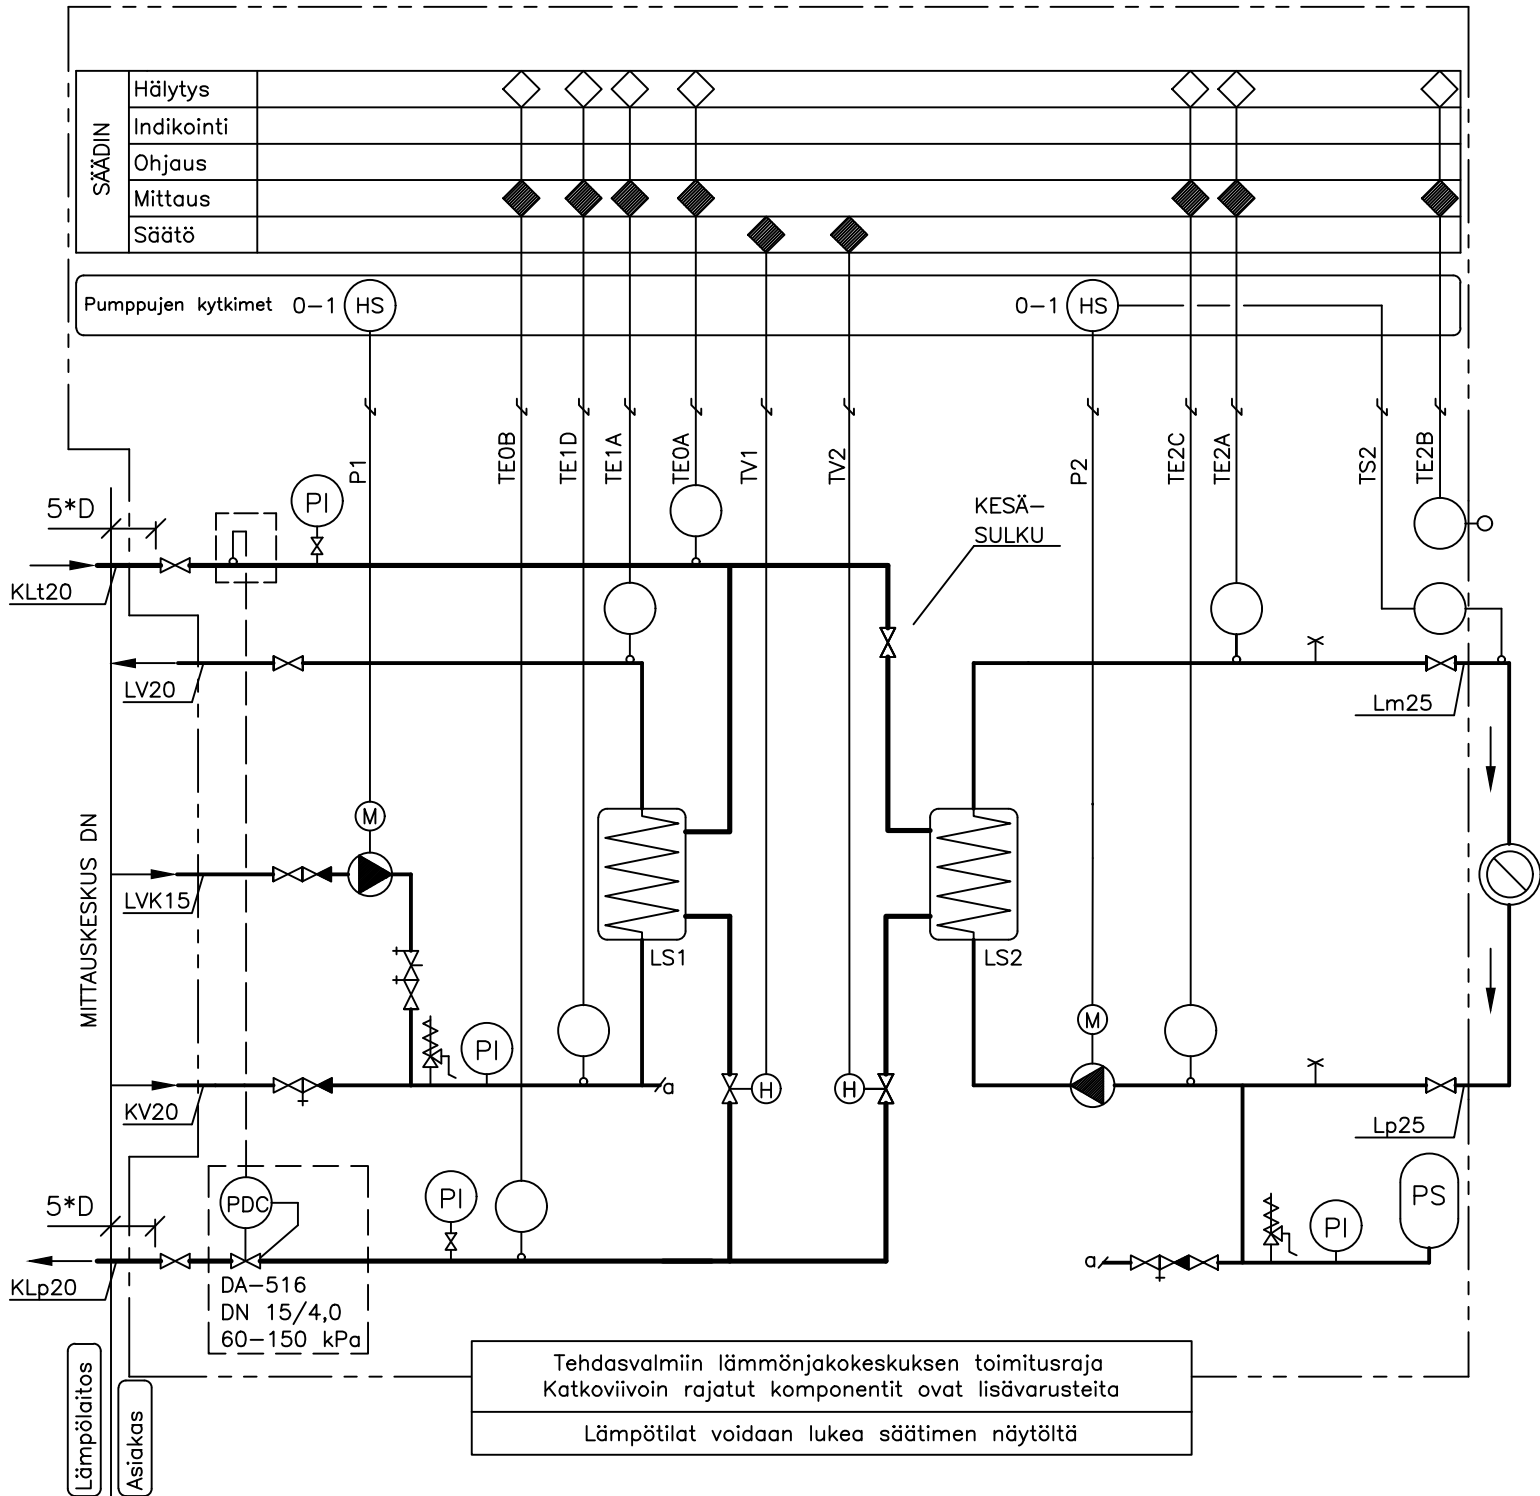 SÄÄDIN
Hälytys
Indikointi
Ohjaus
Mittaus
Säätö
Pumppujen kytkimet 0-1 HS
0-1 HS
P1
TE0B
TE1D
TE1A
TE0A
TV1
TV2
P2
TE2C
TE2A
TS2
TE2B
5*D
PI
KESÄ-
SULKU
KLt20
LV20
Lm25
MITTAUSKESKUS DN
M
LVK15
LS1
LS2
M
PI
KV20
a
H
H
Lp25
5*D
PDC
PI
PI
PS
a
KLp20
DA-516
DN 15/4,0
60-150 kPa
Lämpölaitos
Asiakas
Tehdasvalmiin lämmönjakokeskuksen toimitusraja
Katkoviivoin rajatut komponentit ovat lisävarusteita
Lämpötilat voidaan lukea säätimen näytöltä